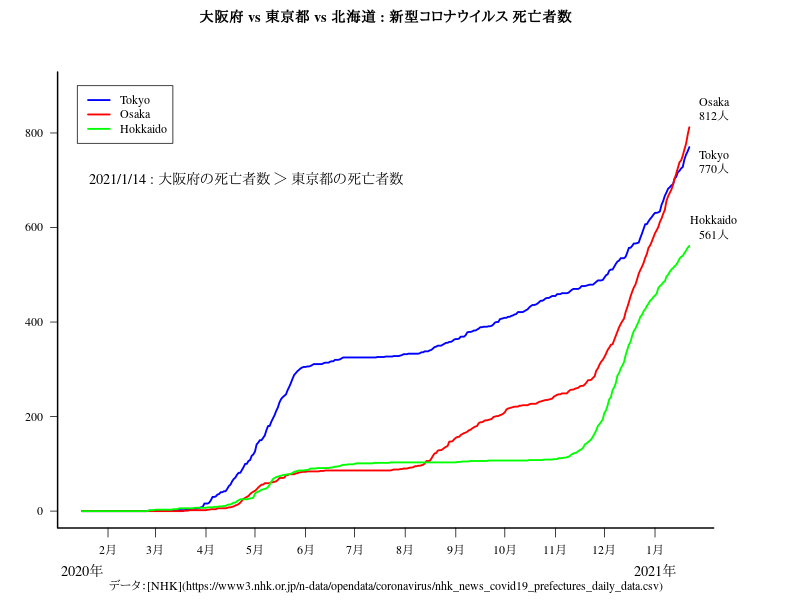 大阪府 vs 東京都 vs 北海道 : 新型コロナウイルス 死亡者数
Tokyo
Osaka
Hokkaido
2021/1/14 : 大阪府の死亡者数 ＞ 東京都の死亡者数
Osaka
812人
Tokyo
770人
Hokkaido
561人
800
600
400
200
0
2月 3月 4月 5月 6月 7月 8月 9月 10月 11月 12月 1月
2020年 2021年
データ：[NHK](https://www3.nhk.or.jp/n-data/opendata/coronavirus/nhk_news_covid19_prefectures_daily_data.csv)